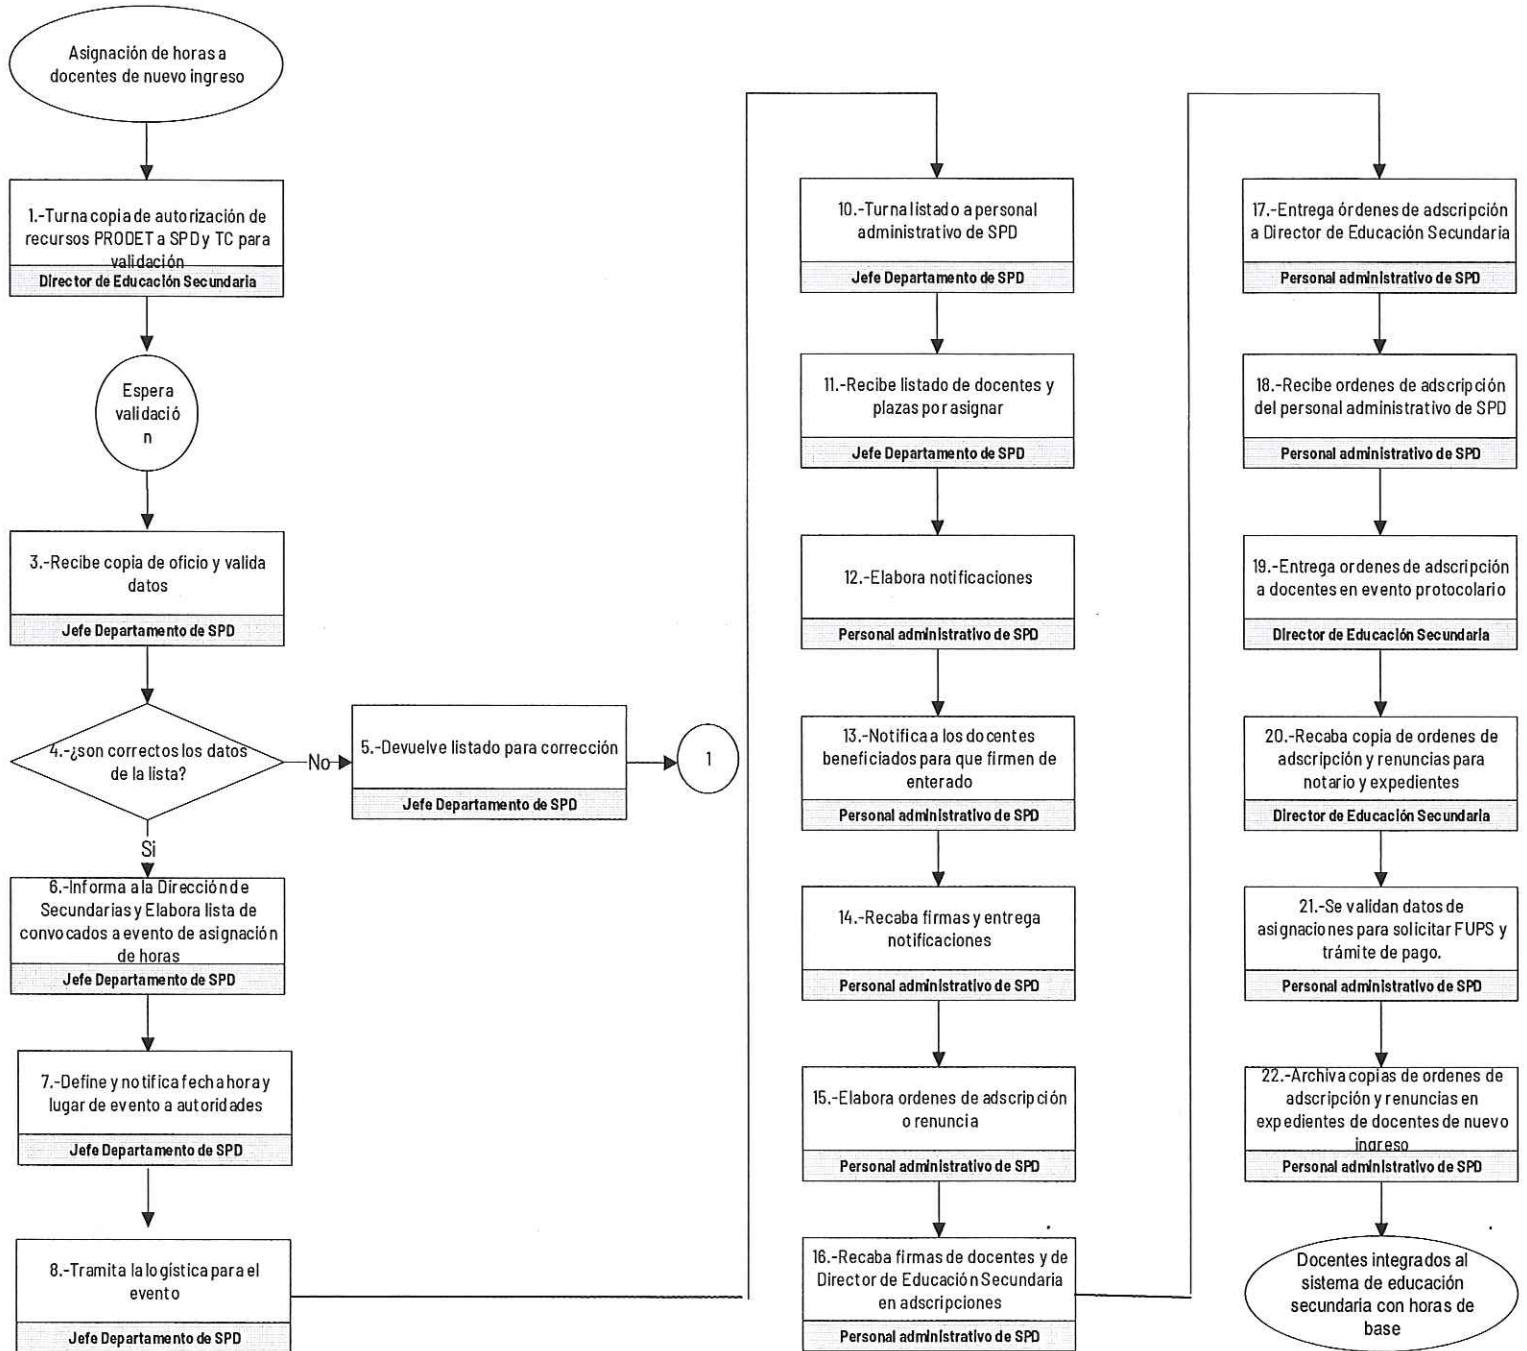 Asignación de horas a
docentes de nuevo ingreso
1.-Turna copia de autorización de
recursos PRODET a SPD y TC para
validación
Director de Educación Secundaria
Espera
validació
n
3.-Recibe copia de oficio y valida
datos
Jefe Departamento de SPD
4.-¿son correctos los datos
de la lista?
No
5.-Devuelve listado para corrección
Jefe Departamento de SPD
1
Si
6.-Informa a la Dirección de
Secundarias y Elabora lista de
convocados a evento de asignación
de horas
Jefe Departamento de SPD
7.-Define y notifica fecha hora y
lugar de evento a autoridades
Jefe Departamento de SPD
8.-Tramita la logística para el
evento
Jefe Departamento de SPD
10.-Turna listado a personal
administrativo de SPD
Jefe Departamento de SPD
11.-Recibe listado de docentes y
plazas por asignar
Jefe Departamento de SPD
12.-Elabora notificaciones
Personal administrativo de SPD
13.-Notifica a los docentes
beneficiados para que firmen de
enterado
Personal administrativo de SPD
14.-Recaba firmas y entrega
notificaciones
Personal administrativo de SPD
15.-Elabora ordenes de adscripción
o renuncia
Personal administrativo de SPD
16.-Recaba firmas de docentes y de
Director de Educación Secundaria
en adscripciones
Personal administrativo de SPD
17.-Entrega órdenes de adscripción
a Director de Educación Secundaria
Personal administrativo de SPD
18.-Recibe ordenes de adscripción
del personal administrativo de SPD
Personal administrativo de SPD
19.-Entrega ordenes de adscripción
a docentes en evento protocolario
Director de Educación Secundaria
20.-Recaba copia de ordenes de
adscripción y renuncias para
notario y expedientes
Director de Educación Secundaria
21.-Se validan datos de
asignaciones para solicitar FUPS y
trámite de pago.
Personal administrativo de SPD
22.-Archiva copias de ordenes de
adscripción y renuncias en
expedientes de docentes de nuevo
ingreso
Personal administrativo de SPD
Docentes integrados al
sistema de educación
secundaria con horas de
base